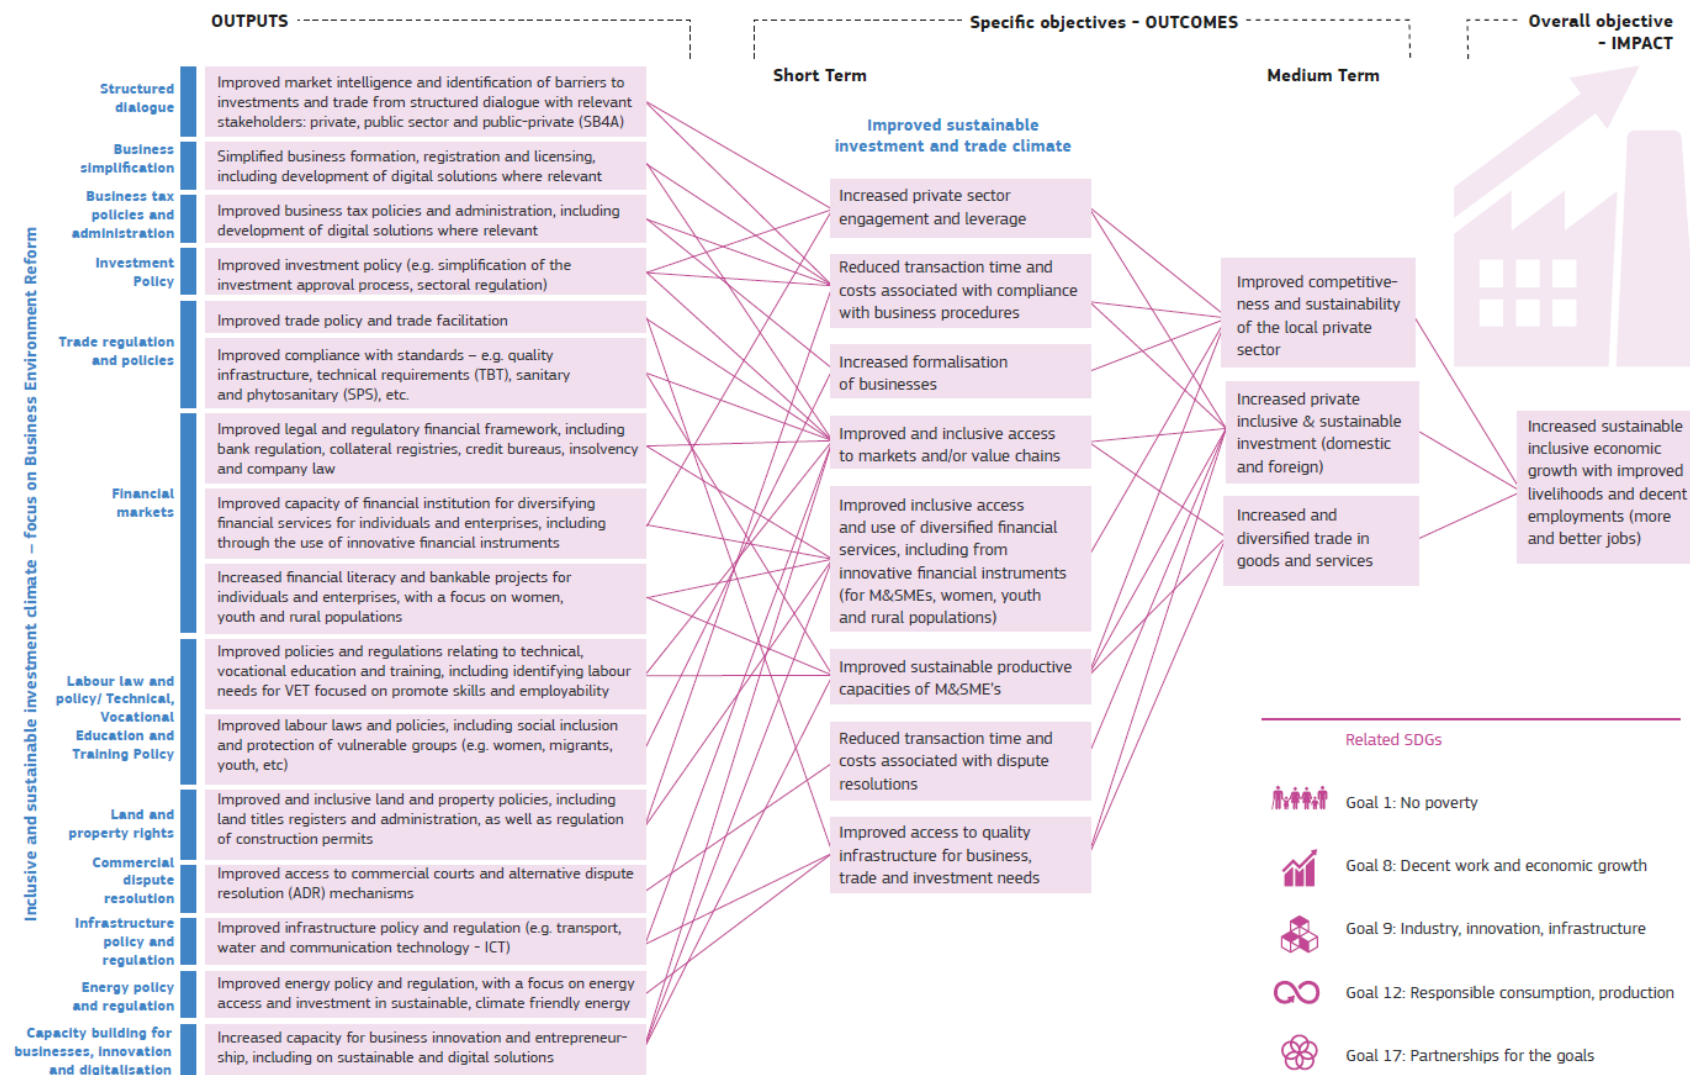 OUTPUTS
Specific objectives - OUTCOMES
Overall objective
- IMPACT
Short Term
Medium Term
Inclusive and sustainable investment climate – focus on Business Environment Reform
Structured
dialogue
Improved market intelligence and identification of barriers to
investments and trade from structured dialogue with relevant
stakeholders: private, public sector and public-private (SB4A)
Business
simplification
Simplified business formation, registration and licensing,
including development of digital solutions where relevant
Business tax
policies and
administration
Improved business tax policies and administration, including
development of digital solutions where relevant
Investment
Policy
Improved investment policy (e.g. simplification of the
investment approval process, sectoral regulation)
Trade regulation
and policies
Improved trade policy and trade facilitation
Improved compliance with standards – e.g. quality
infrastructure, technical requirements (TBT), sanitary
and phytosanitary (SPS), etc.
Financial
markets
Improved legal and regulatory financial framework, including
bank regulation, collateral registries, credit bureaus, insolvency
and company law
Improved capacity of financial institution for diversifying
financial services for individuals and enterprises, including
through the use of innovative financial instruments
Increased financial literacy and bankable projects for
individuals and enterprises, with a focus on women,
youth and rural populations
Labour law and
policy/ Technical,
Vocational
Education and
Training Policy
Improved policies and regulations relating to technical,
vocational education and training, including identifying labour
needs for VET focused on promote skills and employability
Improved labour laws and policies, including social inclusion
and protection of vulnerable groups (e.g. women, migrants,
youth, etc)
Land and
property rights
Improved and inclusive land and property policies, including
land titles registers and administration, as well as regulation
of construction permits
Commercial
dispute
resolution
Improved access to commercial courts and alternative dispute
resolution (ADR) mechanisms
Infrastructure
policy and
regulation
Improved infrastructure policy and regulation (e.g. transport,
water and communication technology - ICT)
Energy policy
and regulation
Improved energy policy and regulation, with a focus on energy
access and investment in sustainable, climate friendly energy
Capacity building for
businesses, innovation
and digitalisation
Increased capacity for business innovation and entrepreneur-
ship, including on sustainable and digital solutions
Improved sustainable
investment and trade climate
Increased private sector
engagement and leverage
Reduced transaction time and
costs associated with compliance
with business procedures
Increased formalisation
of businesses
Improved and inclusive access
to markets and/or value chains
Improved inclusive access
and use of diversified financial
services, including from
innovative financial instruments
(for M&SMEs, women, youth
and rural populations)
Improved sustainable productive
capacities of M&SME's
Reduced transaction time and
costs associated with dispute
resolutions
Improved access to quality
infrastructure for business,
trade and investment needs
Improved competitive-
ness and sustainability
of the local private
sector
Increased private
inclusive & sustainable
investment (domestic
and foreign)
Increased and
diversified trade in
goods and services
Increased sustainable
inclusive economic
growth with improved
livelihoods and decent
employments (more
and better jobs)
Related SDGs
Goal 1: No poverty
Goal 8: Decent work and economic growth
Goal 9: Industry, innovation, infrastructure
Goal 12: Responsible consumption, production
Goal 17: Partnerships for the goals